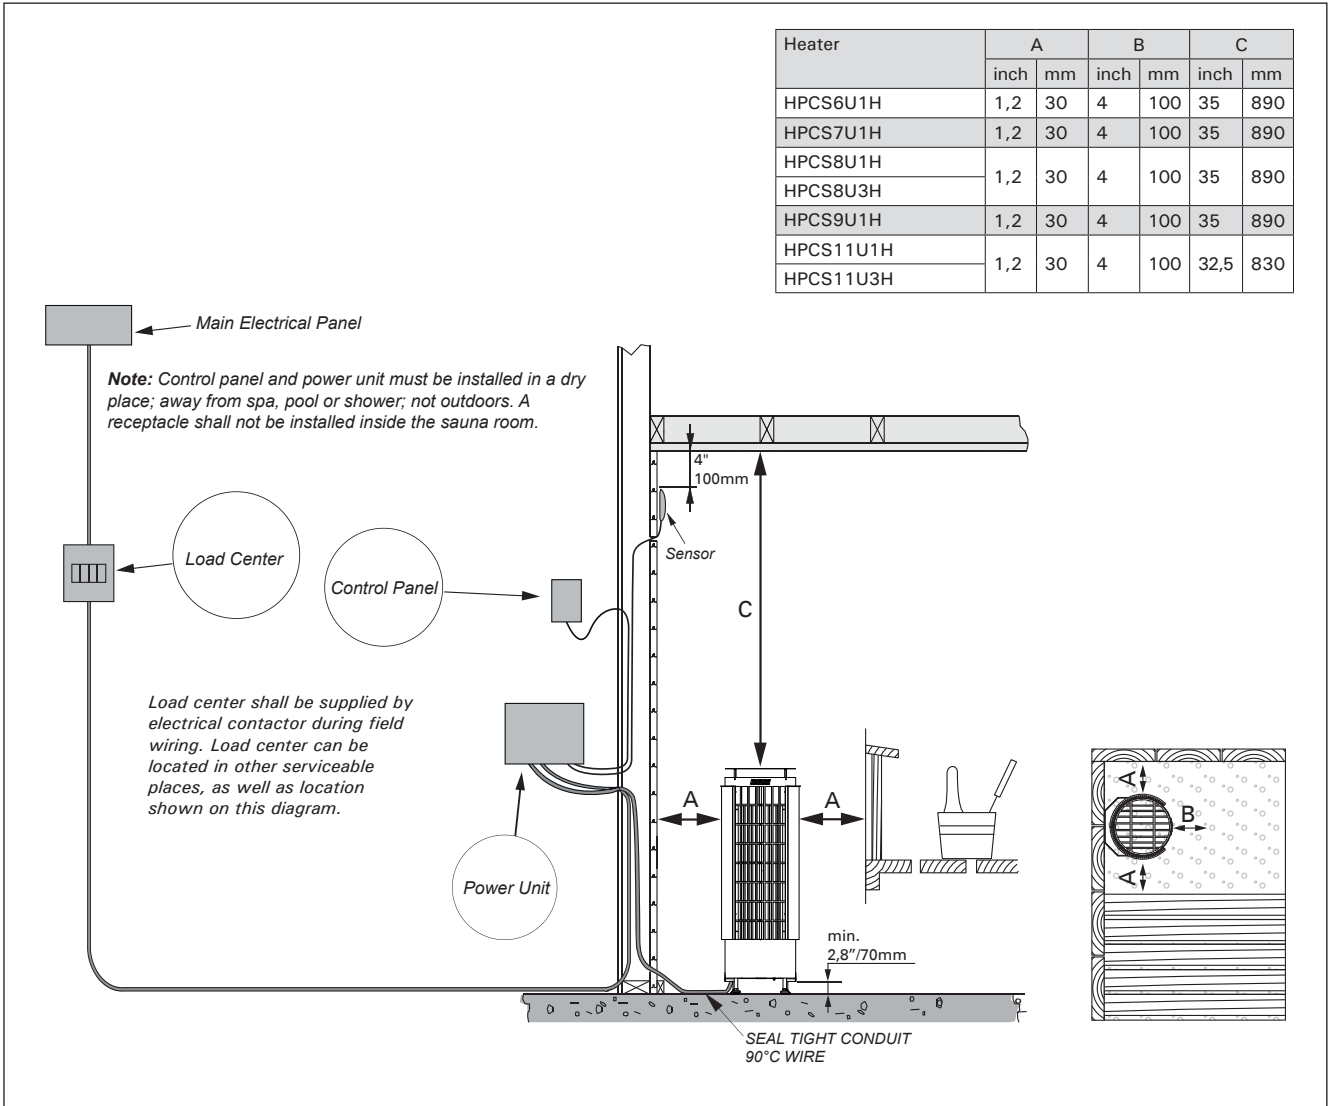 Heater A B C
inch mm inch mm inch mm
HPCS6U1H 1,2 30 4 100 35 890
HPCS7U1H 1,2 30 4 100 35 890
HPCS8U1H
HPCS8U3H
1,2 30 4 100 35 890
HPCS9U1H 1,2 30 4 100 35 890
HPCS11U1H
HPCS11U3H
1,2 30 4 100 32,5 830
Main Electrical Panel
Note: Control panel and power unit must be installed in a dry
place; away from spa, pool or shower; not outdoors. A
receptacle shall not be installed inside the sauna room.
4"
100mm
Sensor
Load Center
Control Panel
C
Load center shall be supplied by
electrical contactor during field
wiring. Load center can be
located in other serviceable
places, as well as location
shown on this diagram.
A
A
A
B
A
Power Unit
min.
2,8”/70mm
SEAL TIGHT CONDUIT
90°C WIRE